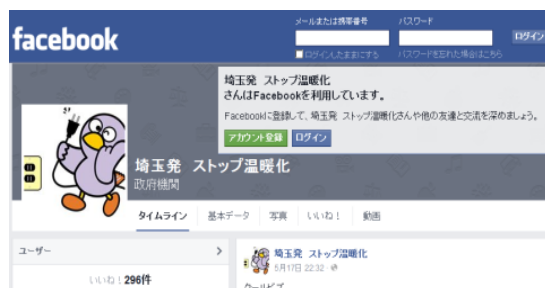 facebook
メールまたは携帯番号
パスワード
ログイン
ログインしたままにする
パスワードを忘れた場合はこちら
埼玉発 ストップ温暖化
さんはFacebookを利用しています。
Facebookに登録して、埼玉発 ストップ温暖化さんや他の友達と交流を深めましょう。
アカウント登録
ログイン
埼玉発 ストップ温暖化
政府機関
タイムライン
基本データ
写真
いいね！
動画
ユーザー
いいね！296件
埼玉発 ストップ温暖化
5月17日 22:32
クールビズ